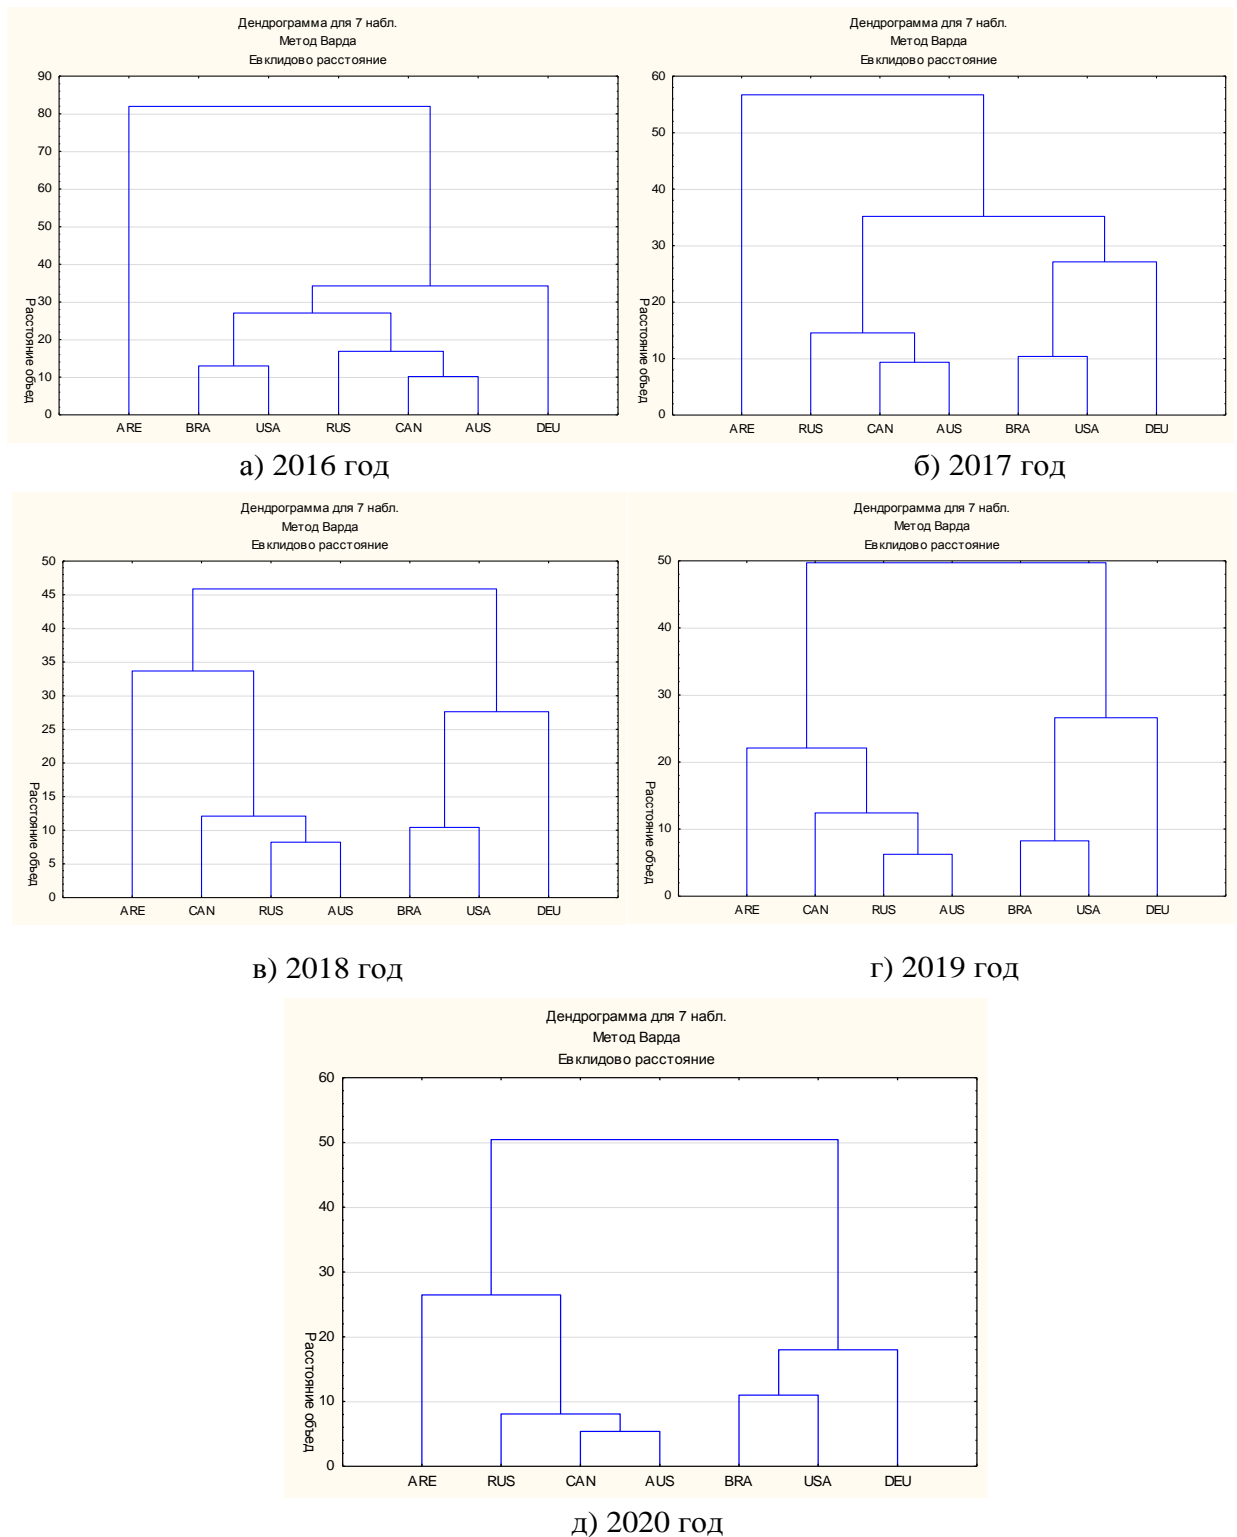 Дендрограмма для 7 набл.
Метод Варда
Евклидово расстояние
90
80
70
60
50
40
30
20
10
0
Расстояние объед
ARE BRA USA RUS CAN AUS DEU
а) 2016 год
Дендрограмма для 7 набл.
Метод Варда
Евклидово расстояние
60
50
40
30
20
10
0
Расстояние объед
ARE RUS CAN AUS BRA USA DEU
б) 2017 год
Дендрограмма для 7 набл.
Метод Варда
Евклидово расстояние
50
45
40
35
30
25
20
15
10
5
0
Расстояние объед
ARE CAN RUS AUS BRA USA DEU
в) 2018 год
Дендрограмма для 7 набл.
Метод Варда
Евклидово расстояние
50
40
30
20
10
0
Расстояние объед
ARE CAN RUS AUS BRA USA DEU
г) 2019 год
Дендрограмма для 7 набл.
Метод Варда
Евклидово расстояние
60
50
40
30
20
10
0
Расстояние объед
ARE RUS CAN AUS BRA USA DEU
д) 2020 год